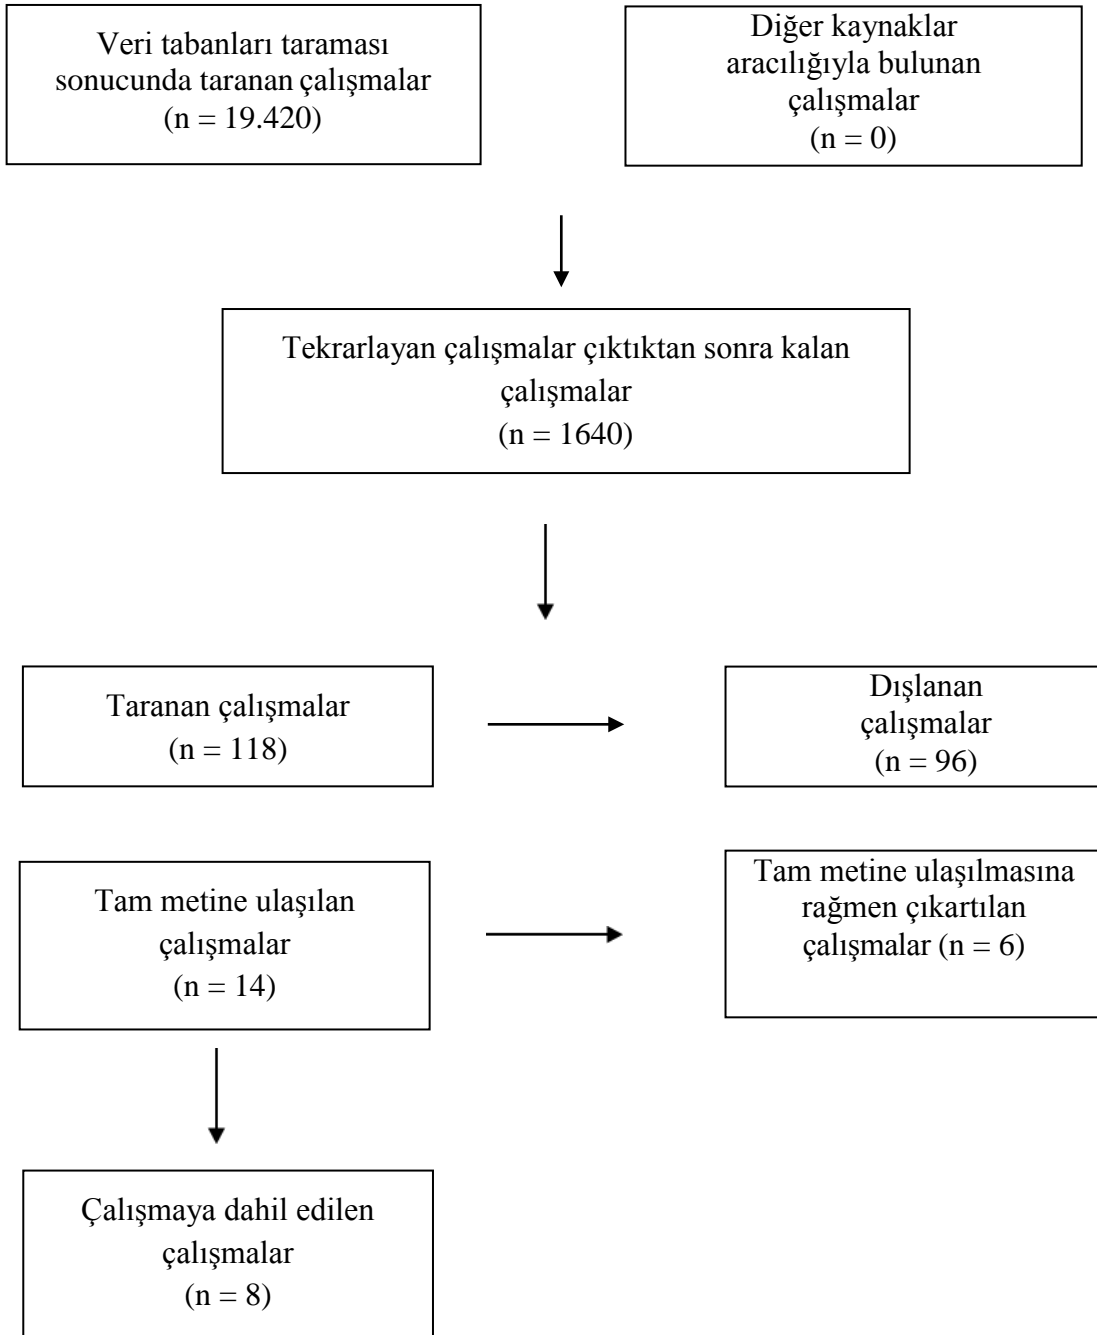 Veri tabanları taraması
sonucunda taranan çalışmalar
(n = 19.420)
Diğer kaynaklar
aracılığıyla bulunan
çalışmalar
(n = 0)
Tekrarlayan çalışmalar çıktıktan sonra kalan
çalışmalar
(n = 1640)
Taranan çalışmalar
(n = 118)
Dışlanan
çalışmalar
(n = 96)
Tam metine ulaşılan
çalışmalar
(n = 14)
Tam metine ulaşılmasına
rağmen çıkartılan
çalışmalar (n = 6)
Çalışmaya dahil edilen
çalışmalar
(n = 8)